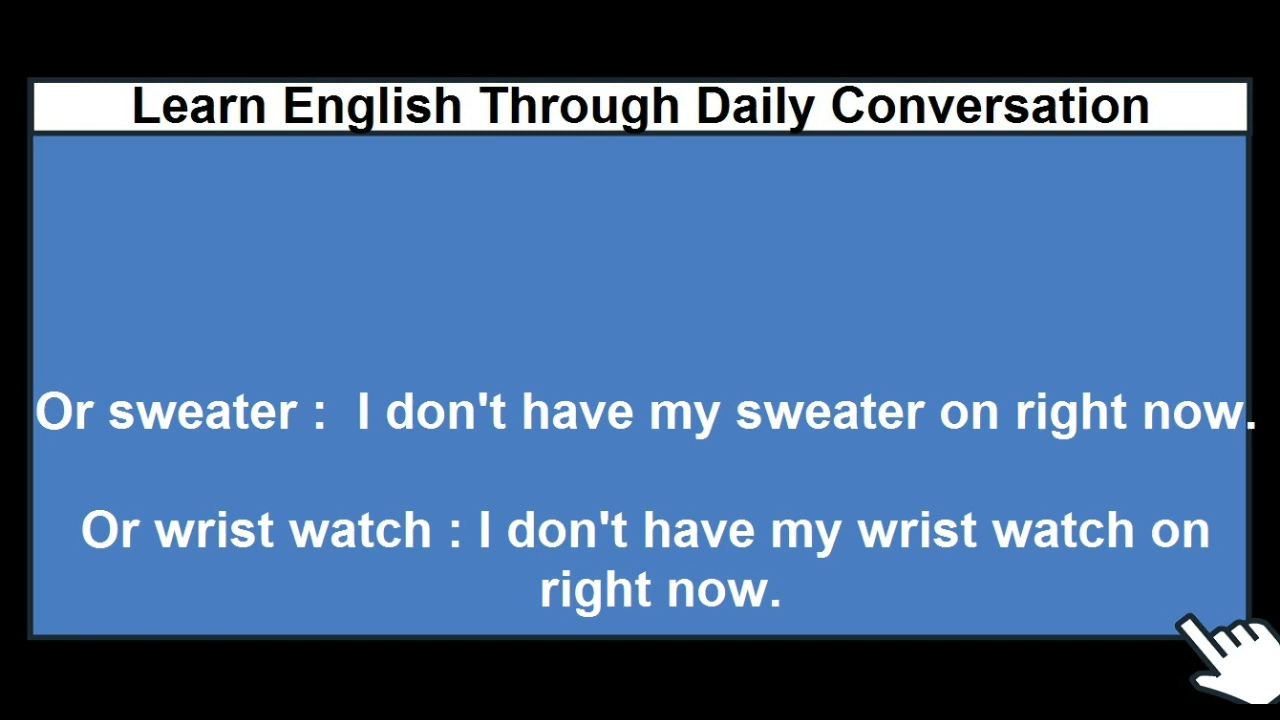 Learn English Through Daily Conversation
Or sweater :  I don't have my sweater on right now.
Or wrist watch : I don't have my wrist watch on
right now.